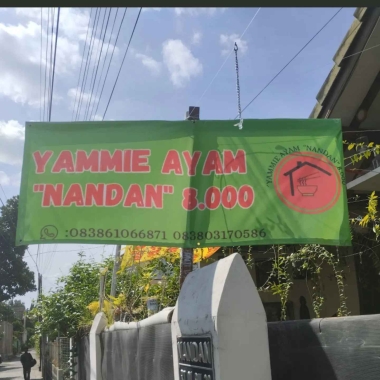 YAMMIE AYAM
"NANDAN" 8.000
:083861066871 083803170586
YAMMIE AYAM "NANDAN"